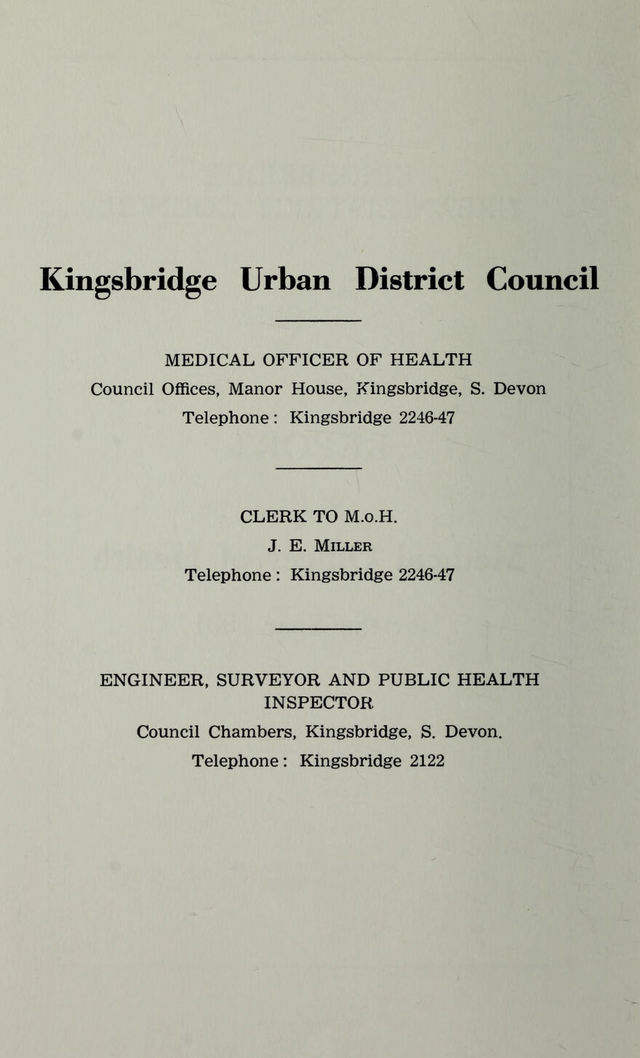 Kingsbridge Urban District Council
MEDICAL OFFICER OF HEALTH
Council Offices, Manor House, Kingsbridge, S. Devon
Telephone: Kingsbridge 2246-47
CLERK TO M.o.H.
J. E. MILLER
Telephone: Kingsbridge 2246-47
ENGINEER, SURVEYOR AND PUBLIC HEALTH
INSPECTOR
Council Chambers, Kingsbridge, S. Devon.
Telephone: Kingsbridge 2122